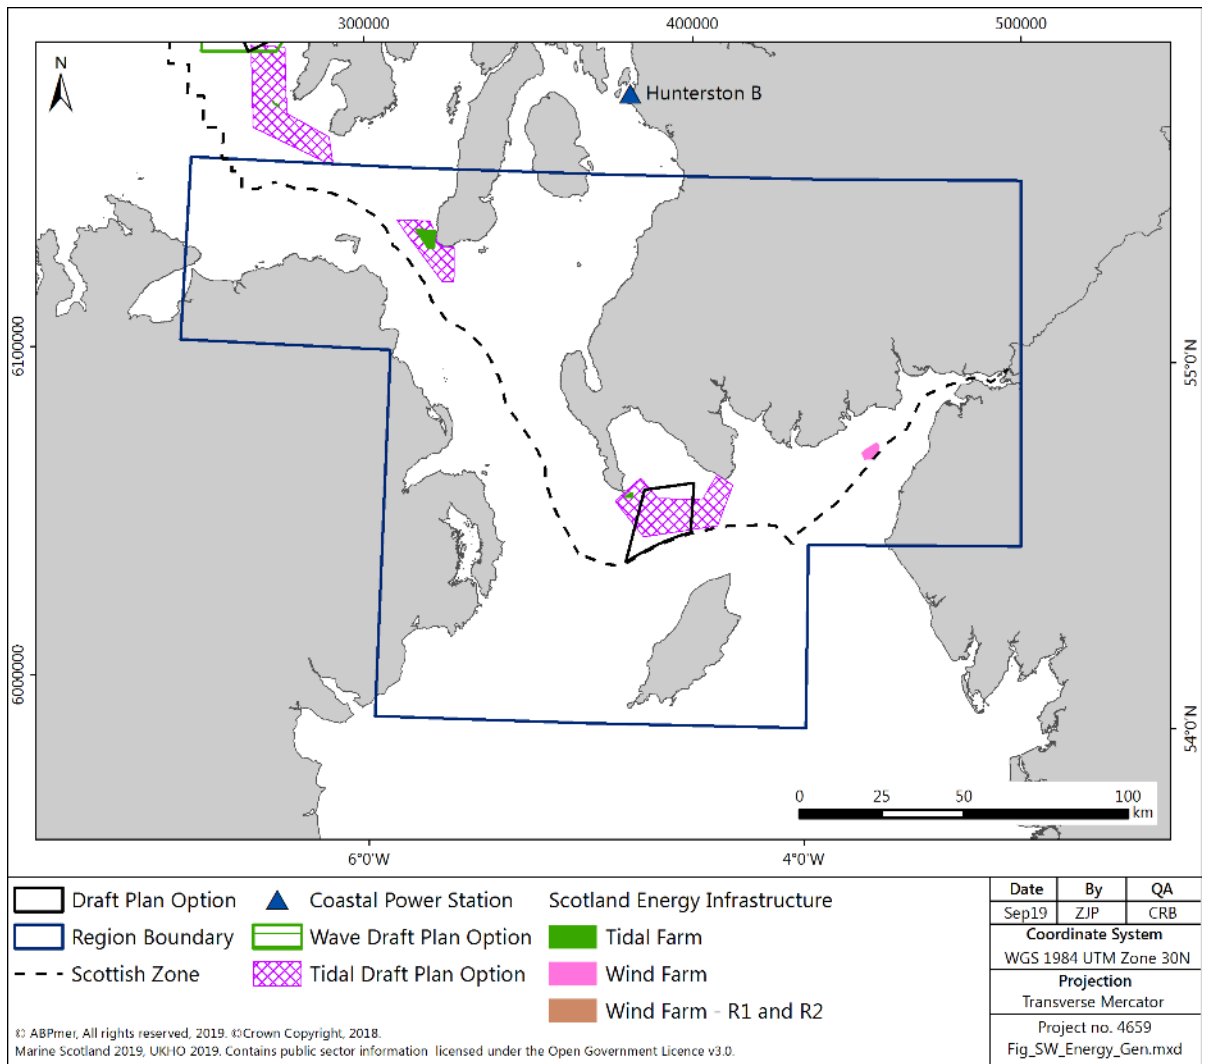 300000 400000 500000
N
Hunterston B
6100000
55°0'N
6000000
54°0'N
0 25 50 100
km
6°0'W 4°0'W
Draft Plan Option
Region Boundary
Scottish Zone
Coastal Power Station
Wave Draft Plan Option
Tidal Draft Plan Option
Scotland Energy Infrastructure
Tidal Farm
Wind Farm
Wind Farm - R1 and R2
Date By QA
Sep19 ZJP CRB
Coordinate System
WGS 1984 UTM Zone 30N
Projection
Transverse Mercator
Project no. 4659
Fig_SW_Energy_Gen.mxd
© ABPmer, All rights reserved, 2019. ©Crown Copyright, 2018.
Marine Scotland 2019, UKHO 2019. Contains public sector information licensed under the Open Government Licence v3.0.